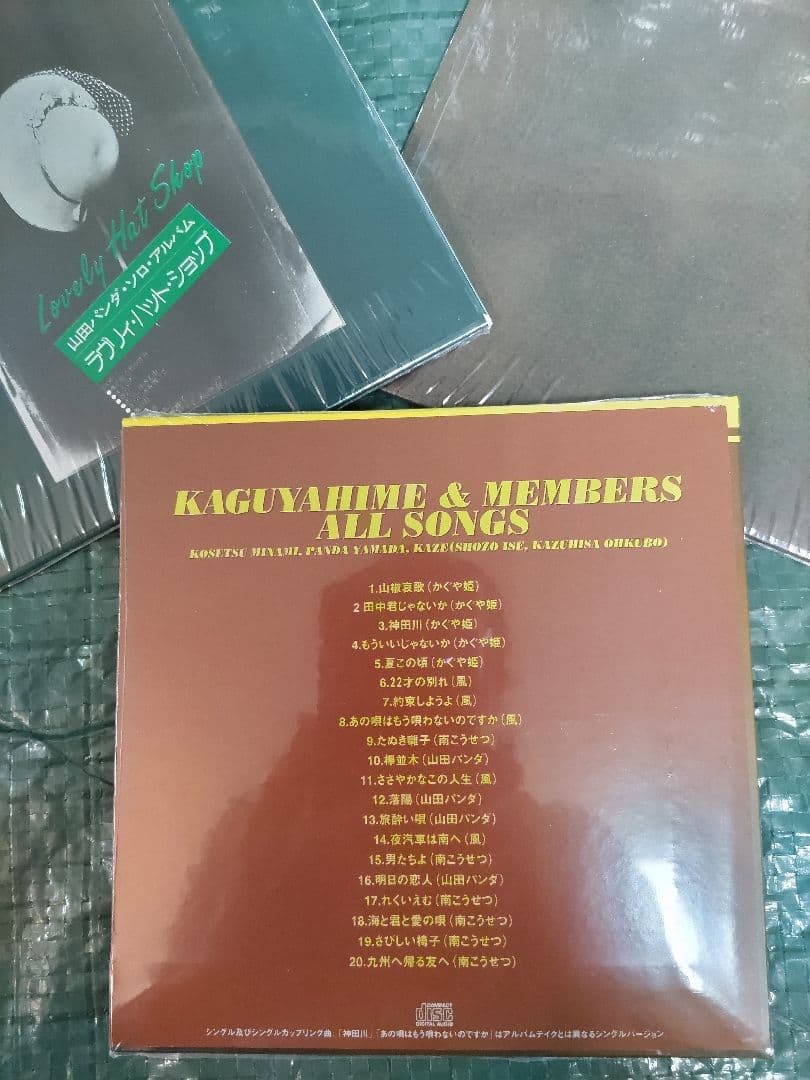 Lovely Hat Shop
山田パンダ・ソロ・アルバム
ラヴリィ・ハット・ショップ
KAGUYAHIME & MEMBERS
ALL SONGS
KOSETSU MINAMI, PANDA YAMADA, KAZE(SHOZO ISE, KAZUHISA OHKUBO)
1.山椒哀歌(かぐや姫)
2 田中君じゃないか(かぐや姫)
3.神田川(かぐや姫)
4.もういいじゃないか(かぐや姫)
5.夏この頃(かぐや姫)
6.22才の別れ(風)
7.約束しようよ(風)
8.あの唄はもう唄わないのですか(風)
9.たぬき囃子(南こうせつ)
10.欅並木(山田パンダ)
11.ささやかなこの人生(風)
12.落陽(山田パンダ)
13.旅酔い唄(山田パンダ)
14.夜汽車は南へ(風)
15.男たちよ(南こうせつ)
16.明日の恋人(山田パンダ)
17.れくいえむ(南こうせつ)
18.海と君と愛の唄(南こうせつ)
19.さびしい椅子(南こうせつ)
20.九州へ帰る友へ(南こうせつ)
COMPACT
disc
DIGITAL AUDIO
シングル及びシングルカップリング曲。「神田川」「あの唄はもう唄わないのですか」はアルバムテイクとは異なるシングルバージョン